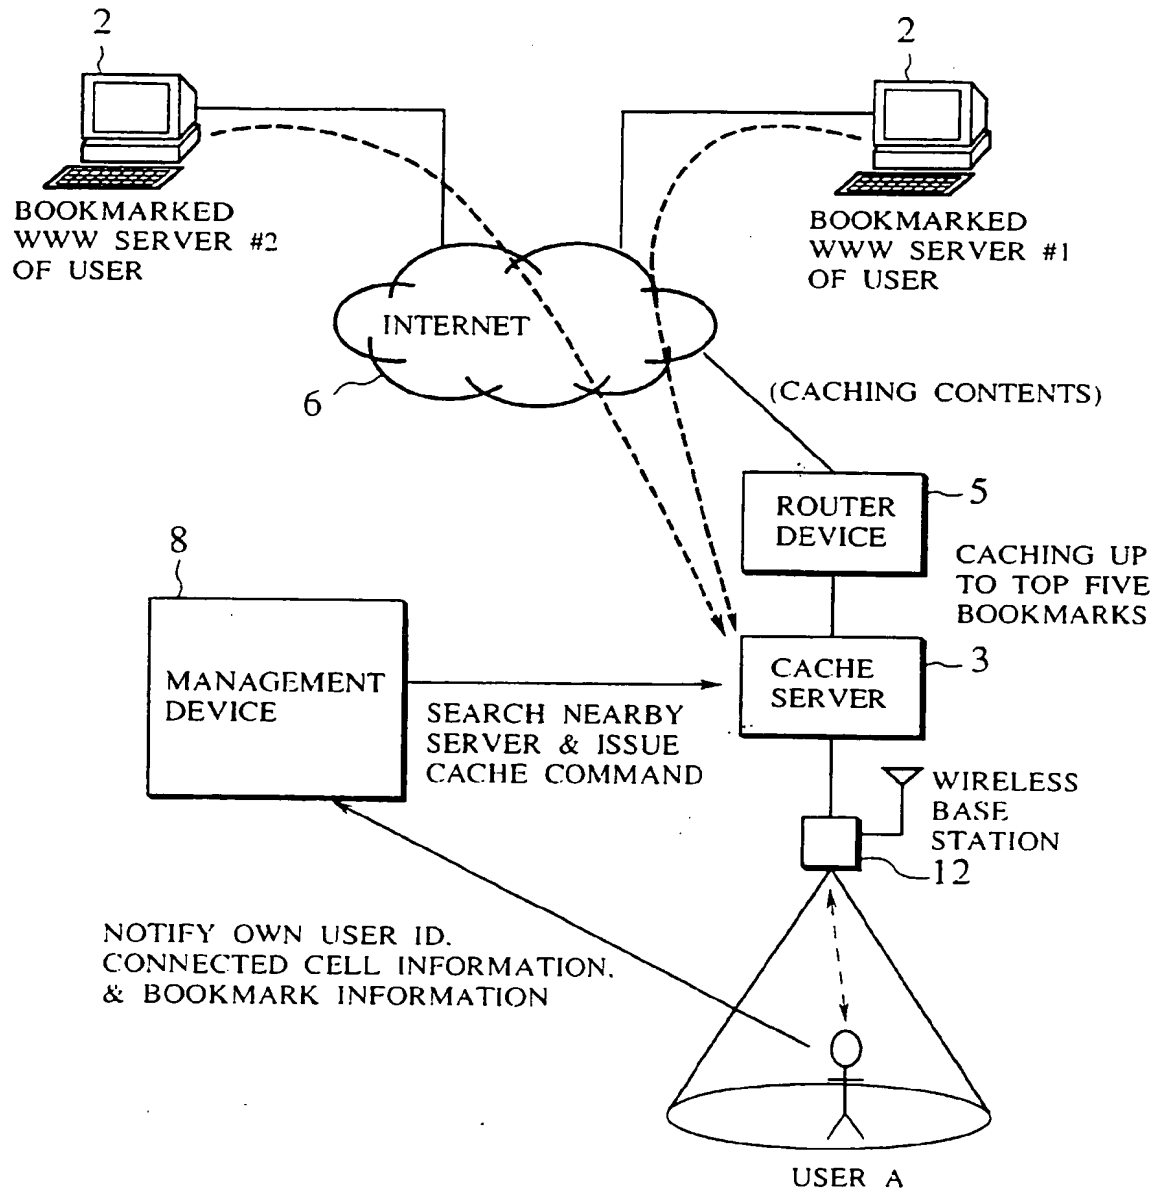 2
2
BOOKMARKED
WWW SERVER #2
OF USER
BOOKMARKED
WWW SERVER #1
OF USER
INTERNET
6
(CACHING CONTENTS)
ROUTER
DEVICE
5
CACHING UP
TO TOP FIVE
BOOKMARKS
8
MANAGEMENT
DEVICE
CACHE
SERVER
3
SEARCH NEARBY
SERVER & ISSUE
CACHE COMMAND
WIRELESS
BASE
STATION
12
NOTIFY OWN USER ID,
CONNECTED CELL INFORMATION,
& BOOKMARK INFORMATION
USER A